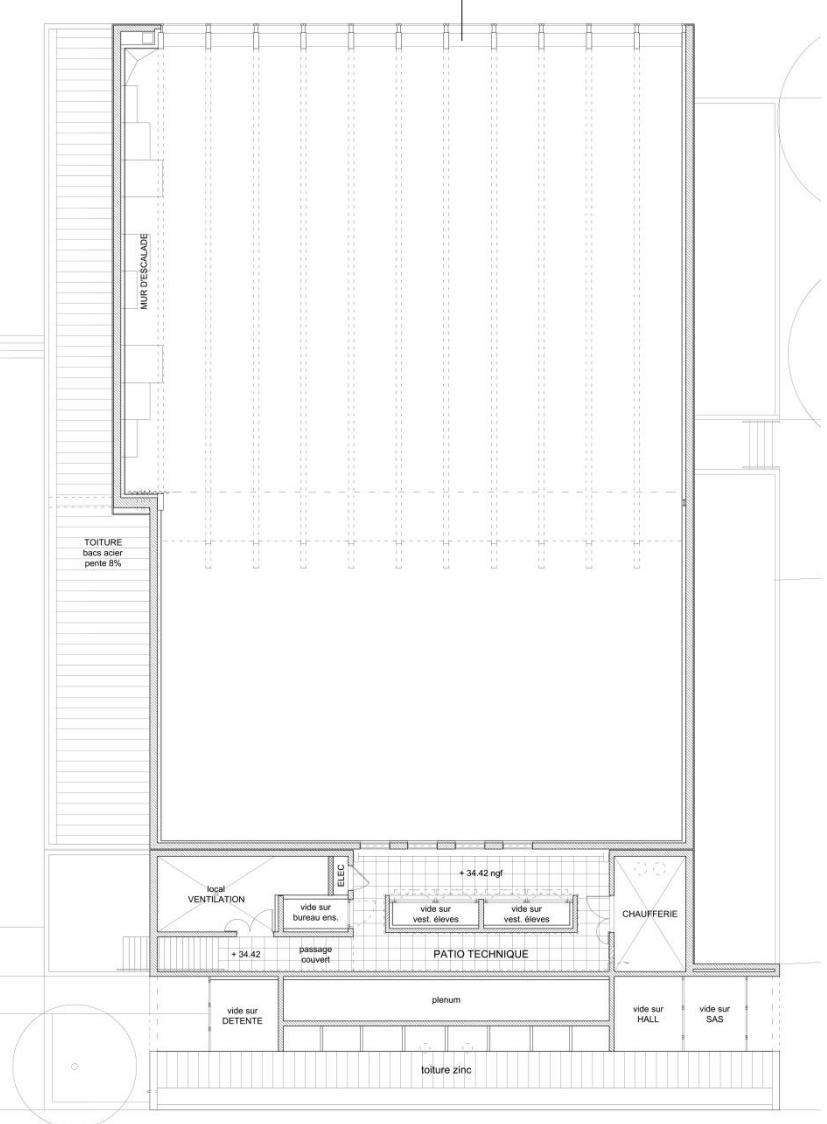 MUR D'ESCALADE
TOITURE
bacs acier
pente 8%
ELEC
+ 34.42 ngf
local
VENTILATION
vide sur
bureau ens.
vide sur
vest. éleves
vide sur
vest. éleves
CHAUFFERIE
+ 34.42
passage
couvert
PATIO TECHNIQUE
vide sur
DETENTE
plenum
vide sur
HALL
vide sur
SAS
toiture zinc